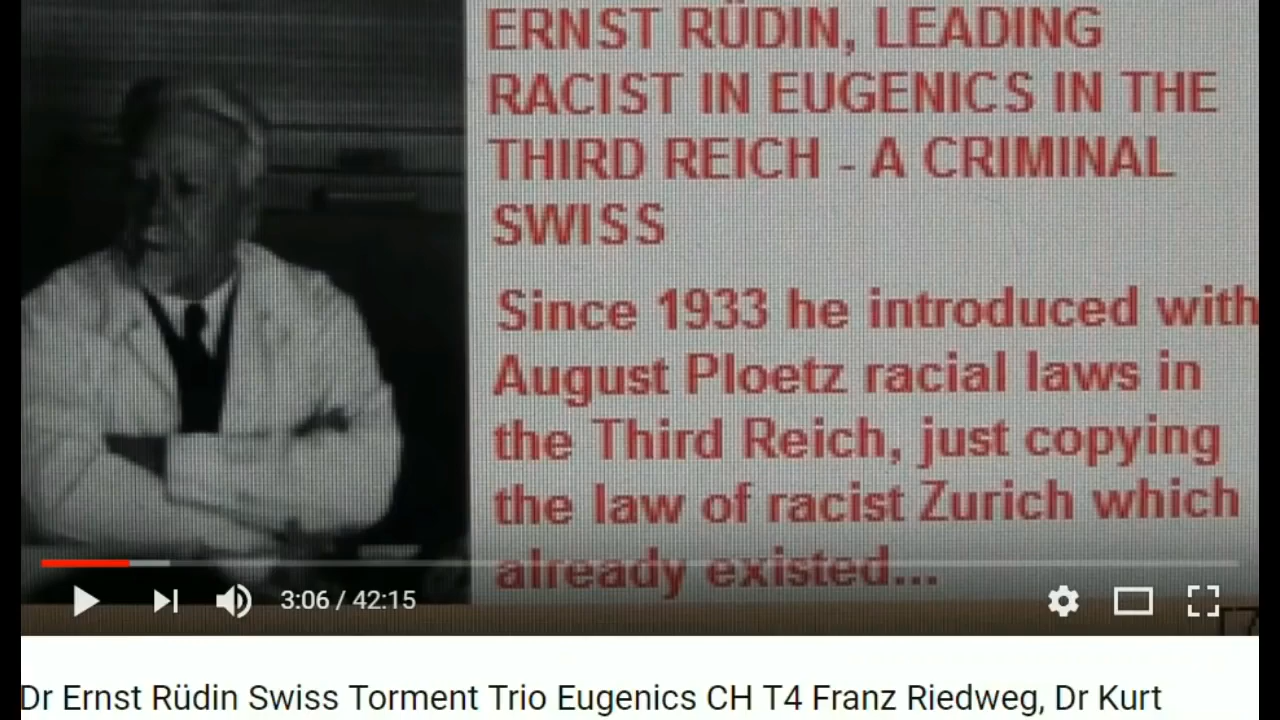 ERNST RÜDIN, LEADING
RACIST IN EUGENICS IN THE
THIRD REICH - A CRIMINAL
SWISS
Since 1933 he introduced with
August Ploetz racial laws in
the Third Reich, just copying
the law of racist Zurich which
already existed...
3:06 / 42:15
Dr Ernst Rüdin Swiss Torment Trio Eugenics CH T4 Franz Riedweg, Dr Kurt